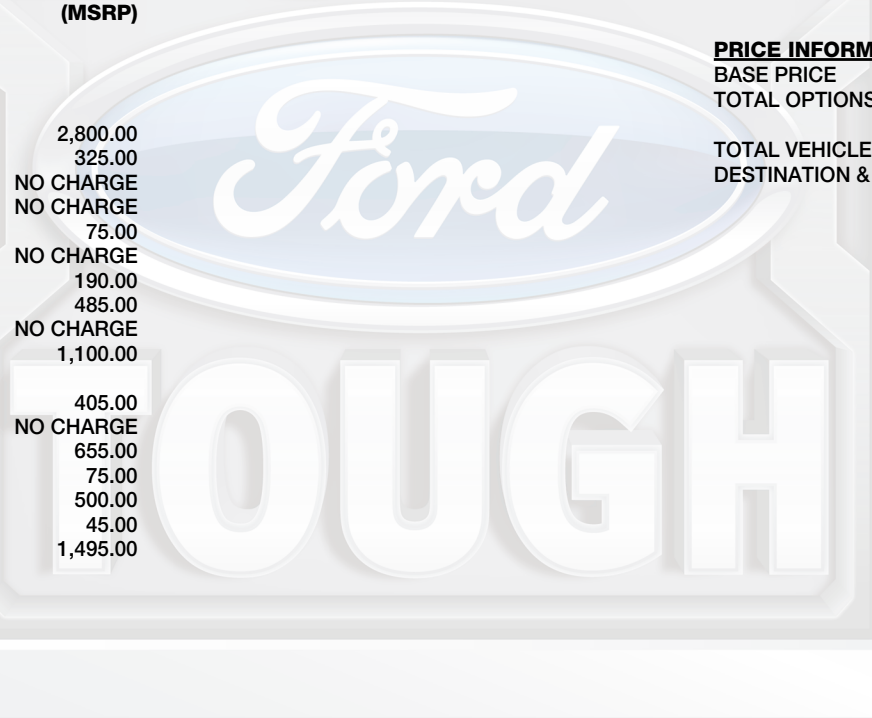 (MSRP)
2,800.00
325.00
NO CHARGE
NO CHARGE
75.00
NO CHARGE
190.00
485.00
NO CHARGE
1,100.00
405.00
NO CHARGE
655.00
75.00
500.00
45.00
1,495.00
PRICE INFORM
BASE PRICE
TOTAL OPTIONS
TOTAL VEHICLE
DESTINATION &
Ford
TOUGH